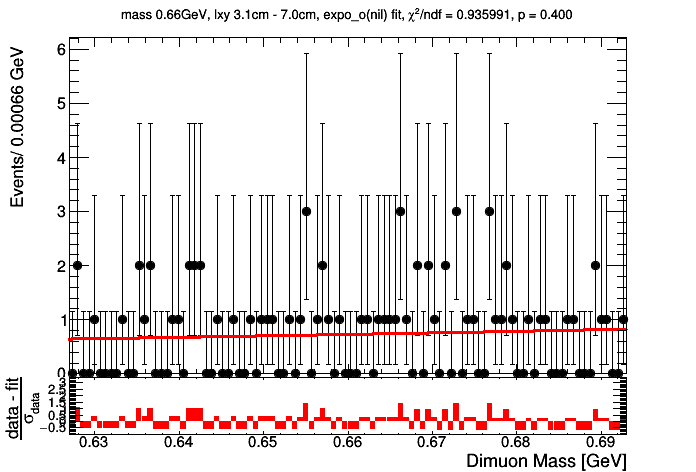 mass 0.66GeV, lxy 3.1cm - 7.0cm, expo_o(nil) fit, χ²/ndf = 0.935991, p = 0.400
Events/ 0.00066 GeV
6
5
4
3
2
1
0
data - fit
σdata
3
0.63 0.64 0.65 0.66 0.67 0.68 0.69
Dimuon Mass [GeV]